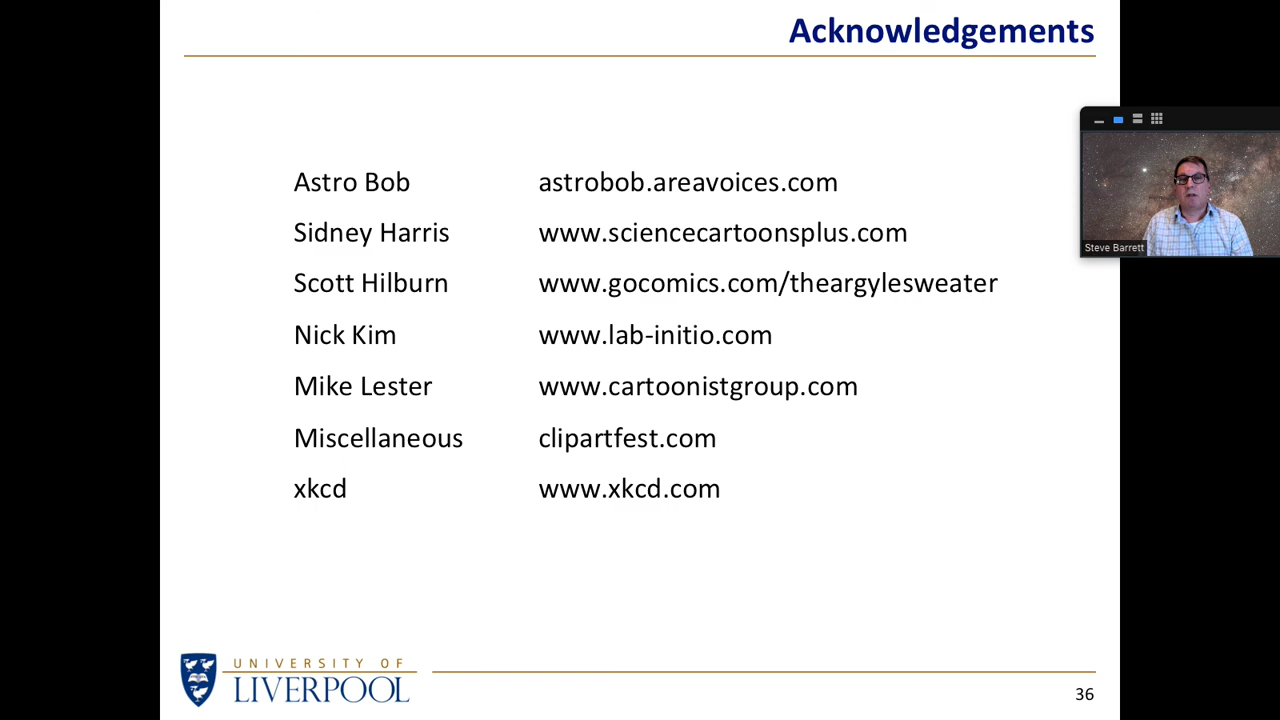 Acknowledgements
Astro Bob astrobob.areavoices.com
Sidney Harris www.sciencecartoonsplus.com
Scott Hilburn www.gocomics.com/theargylesweater
Nick Kim www.lab-initio.com
Mike Lester www.cartoonistgroup.com
Miscellaneous clipartfest.com
xkcd www.xkcd.com
Steve Barrett
UNIVERSITY OF
LIVERPOOL
36